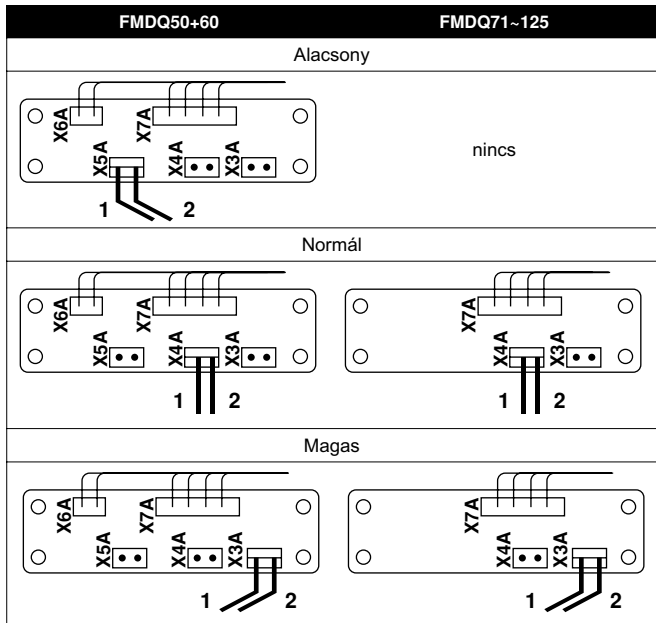 FMDQ50+60 FMDQ71~125
Alacsony
X6A X7A
X5A X4A X3A
1 2
nincs
Normál
X6A X7A X7A
X5A X4A X3A X4A X3A
1 2 1 2
Magas
X6A X7A X7A
X5A X4A X3A X4A X3A
1 2 1 2